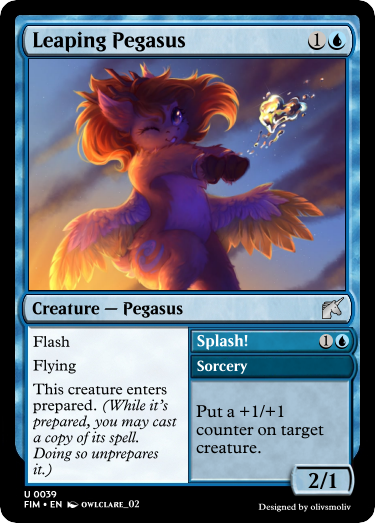 Leaping Pegasus 1
Creature — Pegasus
Flash
Flying
This creature enters
prepared. (While it's
prepared, you may cast
a copy of its spell.
Doing so unprepares
it.)
Splash! 1
Sorcery
Put a +1/+1
counter on target
creature.
2/1
U 0039
FIM • EN OWLCLARE_02
Designed by olivsmoliv